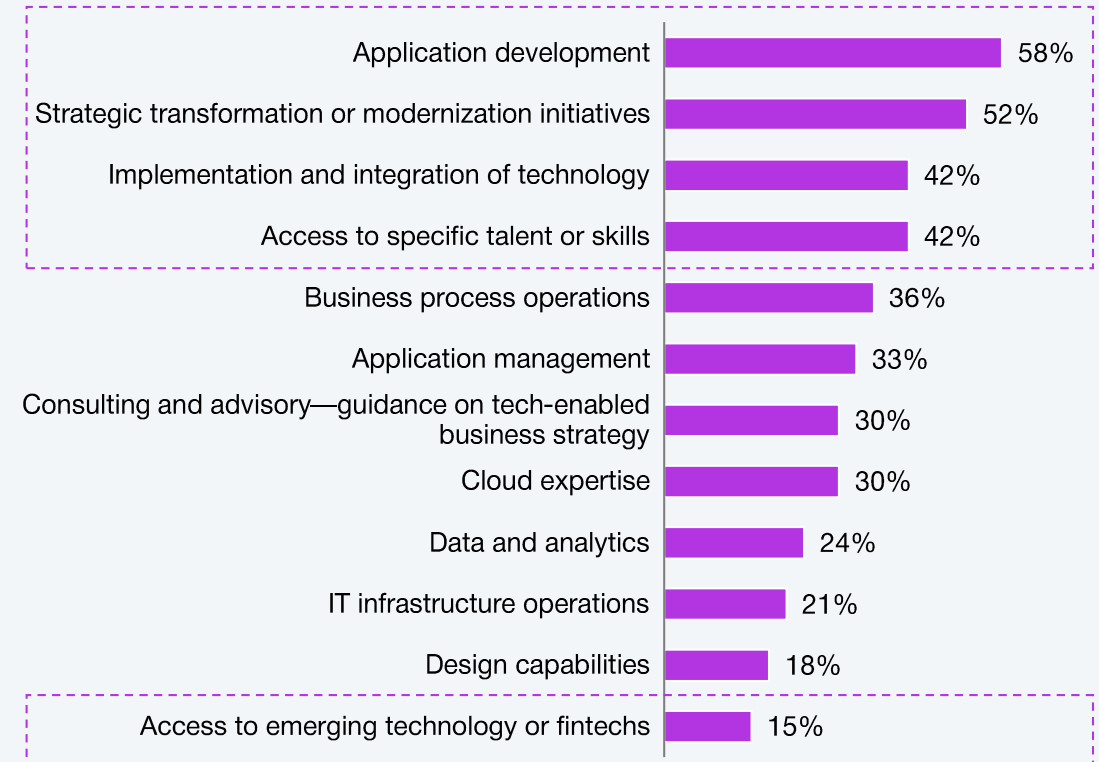 Application development 58%
Strategic transformation or modernization initiatives 52%
Implementation and integration of technology 42%
Access to specific talent or skills 42%
Business process operations 36%
Application management 33%
Consulting and advisory—guidance on tech-enabled
business strategy 30%
Cloud expertise 30%
Data and analytics 24%
IT infrastructure operations 21%
Design capabilities 18%
Access to emerging technology or fintechs 15%